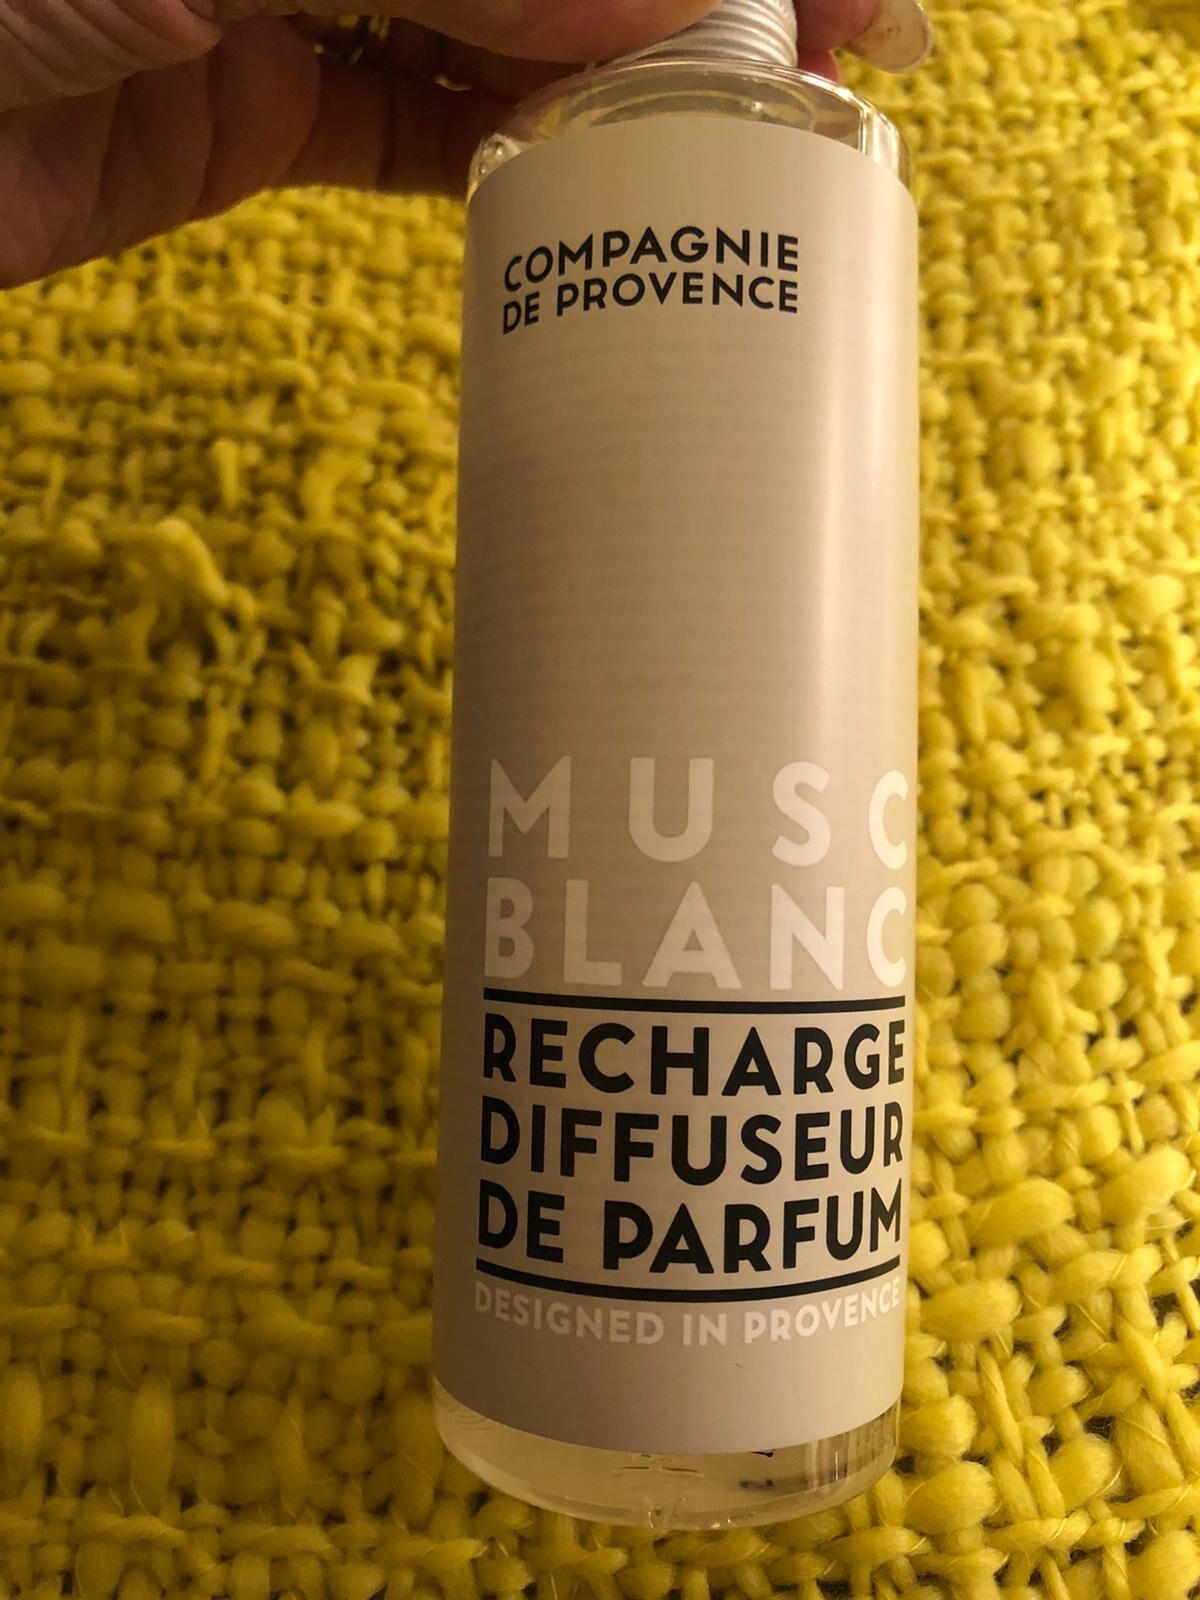 COMPAGNIE
DE PROVENCE
MUSC
BLANC
RECHARGE
DIFFUSEUR
DE PARFUM
DESIGNED IN PROVENCE